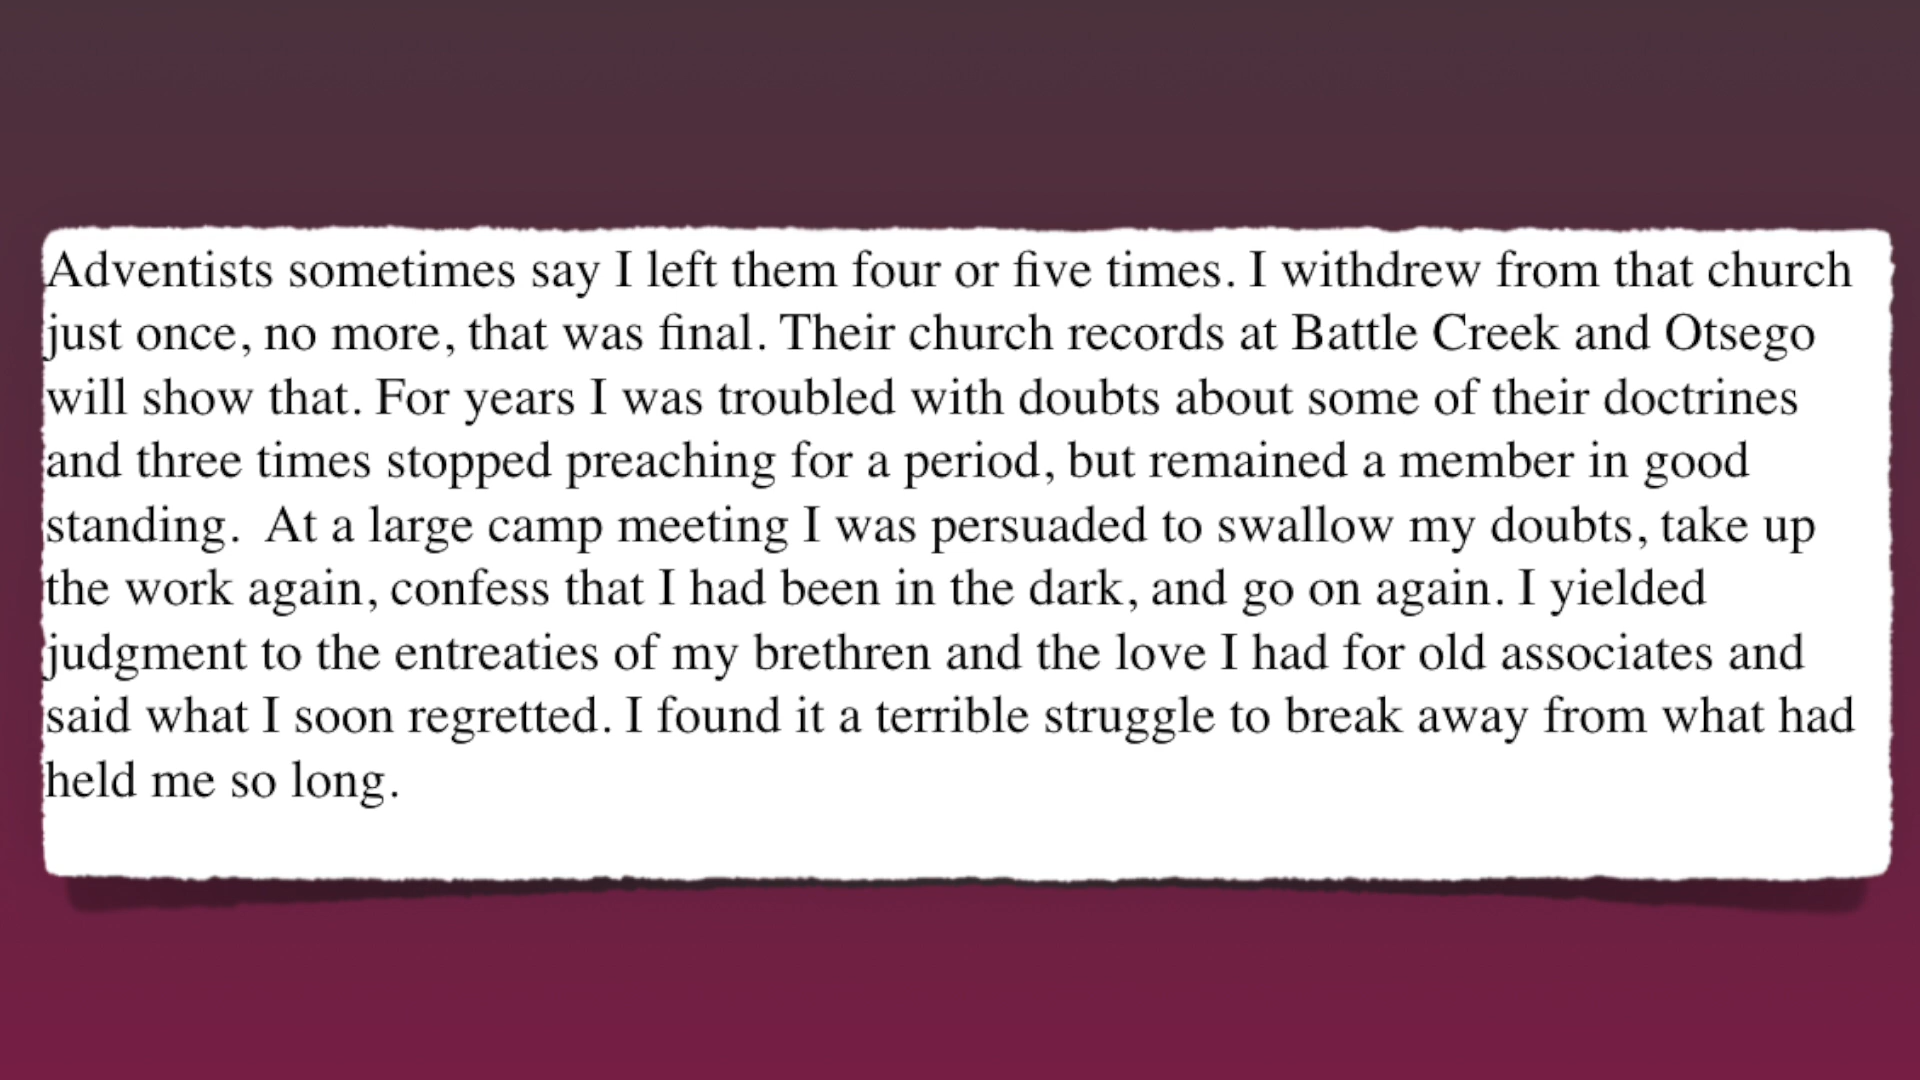 Adventists sometimes say I left them four or five times. I withdrew from that church
just once, no more, that was final. Their church records at Battle Creek and Otsego
will show that. For years I was troubled with doubts about some of their doctrines
and three times stopped preaching for a period, but remained a member in good
standing.  At a large camp meeting I was persuaded to swallow my doubts, take up
the work again, confess that I had been in the dark, and go on again. I yielded
judgment to the entreaties of my brethren and the love I had for old associates and
said what I soon regretted. I found it a terrible struggle to break away from what had
held me so long.